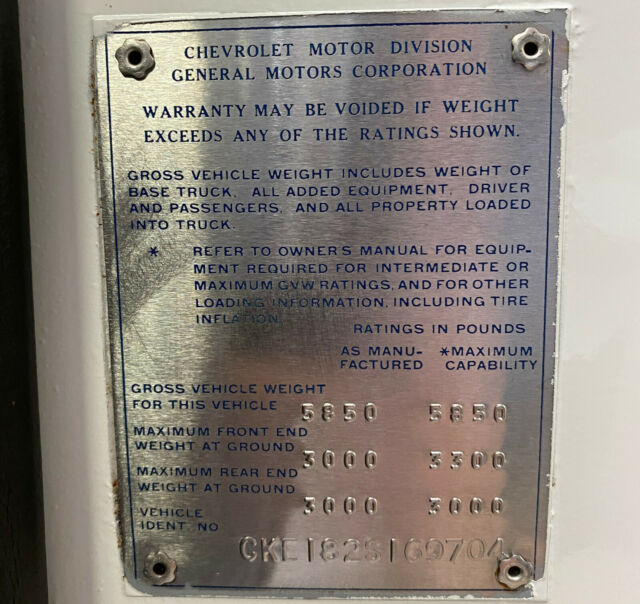 CHEVROLET MOTOR DIVISION
GENERAL MOTORS CORPORATION
WARRANTY MAY BE VOIDED IF WEIGHT
EXCEEDS ANY OF THE RATINGS SHOWN.
GROSS VEHICLE WEIGHT INCLUDES WEIGHT OF
BASE TRUCK, ALL ADDED EQUIPMENT, DRIVER
AND PASSENGERS, AND ALL PROPERTY LOADED
INTO TRUCK.
* REFER TO OWNER'S MANUAL FOR EQUIP-
MENT REQUIRED FOR INTERMEDIATE OR
MAXIMUM GVW RATINGS, AND FOR OTHER
LOADING INFORMATION, INCLUDING TIRE
INFLATION
RATINGS IN POUNDS
AS MANU- *MAXIMUM
FACTURED CAPABILITY
GROSS VEHICLE WEIGHT
FOR THIS VEHICLE 5850 5850
MAXIMUM FRONT END
WEIGHT AT GROUND 3000 3300
MAXIMUM REAR END
WEIGHT AT GROUND 3000 3000
VEHICLE
IDENT. NO CKE182S169704